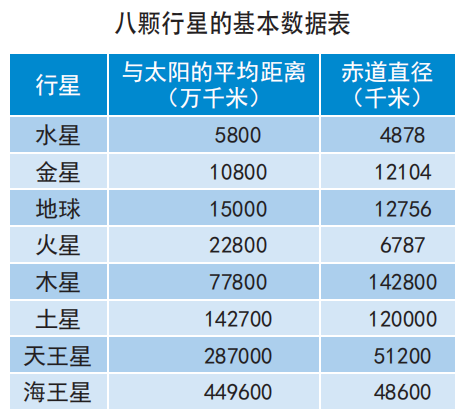 八颗行星的基本数据表
行星 与太阳的平均距离（万千米） 赤道直径（千米）
水星 5800 4878
金星 10800 12104
地球 15000 12756
火星 22800 6787
木星 77800 142800
土星 142700 120000
天王星 287000 51200
海王星 449600 48600